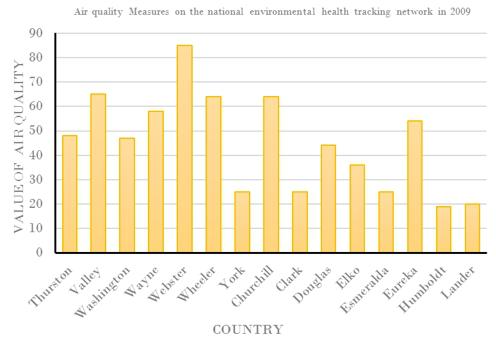 Air quality Measures on the national environmental health tracking network in 2009
VALUE OF AIR QUALITY
90
80
70
60
50
40
30
20
10
0
Thurston
Valley
Washington
Wayne
Webster
Wheeler
York
Churchill
Clark
Douglas
Elko
Esmeralda
Eureka
Humboldt
Lander
COUNTRY